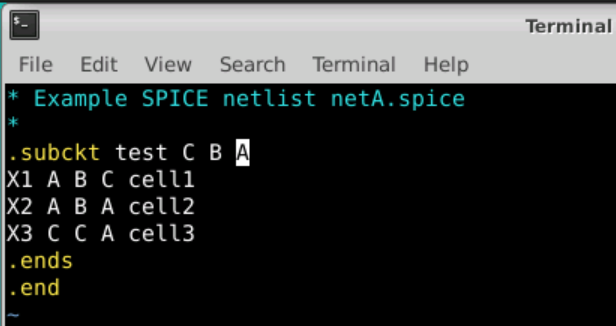 Terminal
File Edit View Search Terminal Help
* Example SPICE netlist netA.spice
*
.subckt test C B A
X1 A B C cell1
X2 A B A cell2
X3 C C A cell3
.ends
.end
~